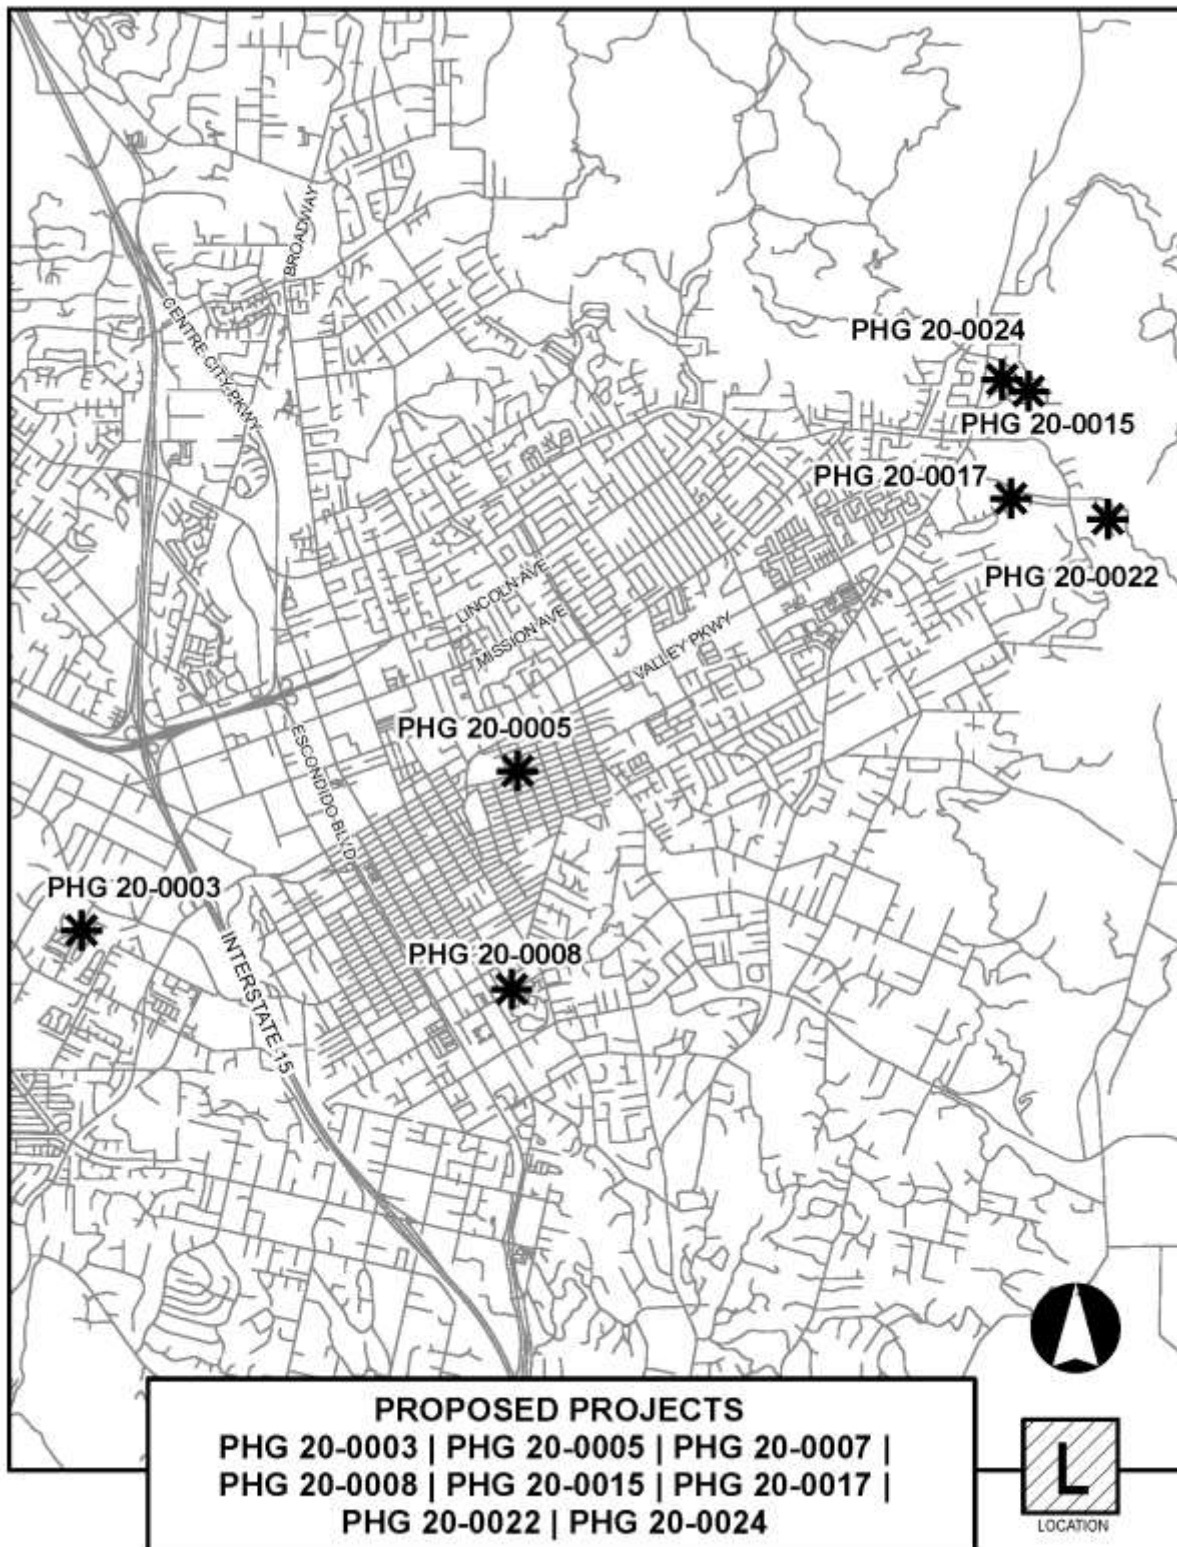 BROADWAY
CENTRE CITY PKWY
PHG 20-0024
PHG 20-0015
PHG 20-0017
PHG 20-0022
LINCOLN AVE
MISSION AVE
VALLEY PKWY
PHG 20-0005
ESCONDIDO BLVD
PHG 20-0003
PHG 20-0008
INTERSTATE 15
PROPOSED PROJECTS
PHG 20-0003 | PHG 20-0005 | PHG 20-0007 |
PHG 20-0008 | PHG 20-0015 | PHG 20-0017 |
PHG 20-0022 | PHG 20-0024
L
LOCATION